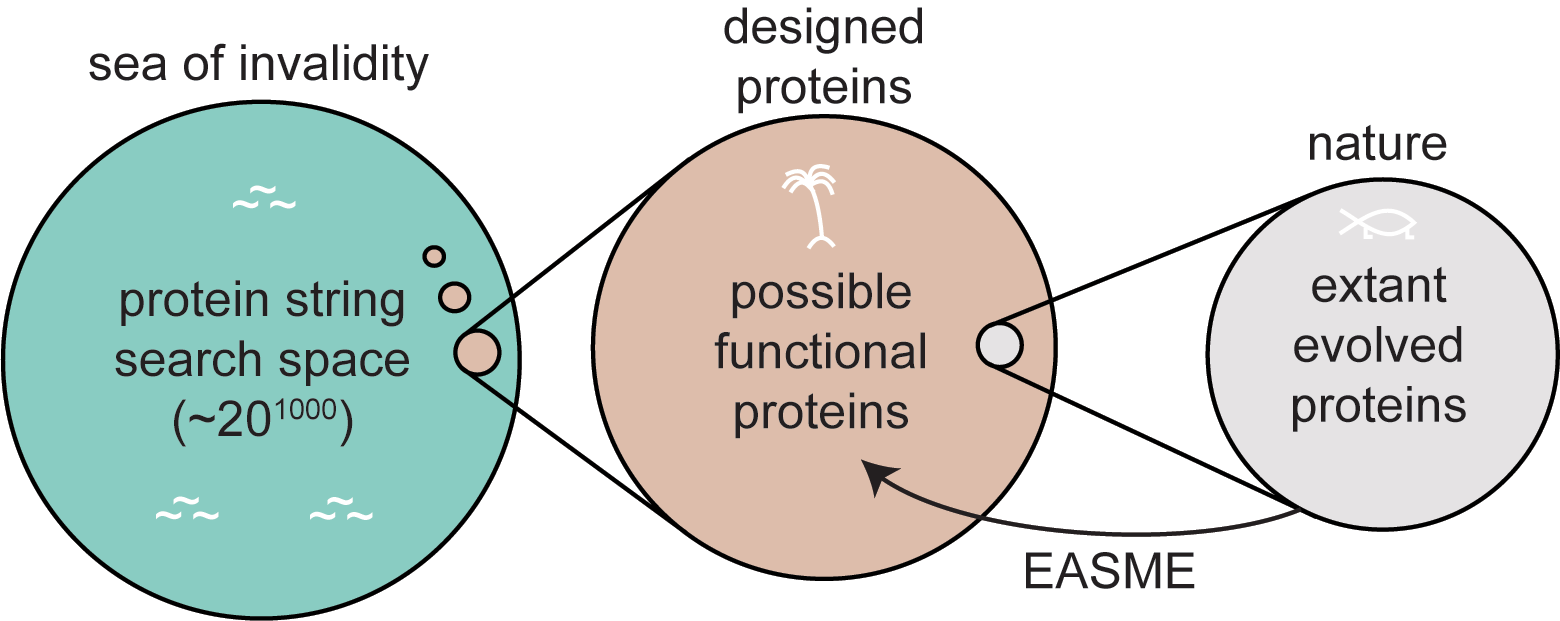 sea of invalidity
protein string
search space
(~20¹⁰⁰⁰)
designed
proteins
possible
functional
proteins
nature
extant
evolved
proteins
EASME